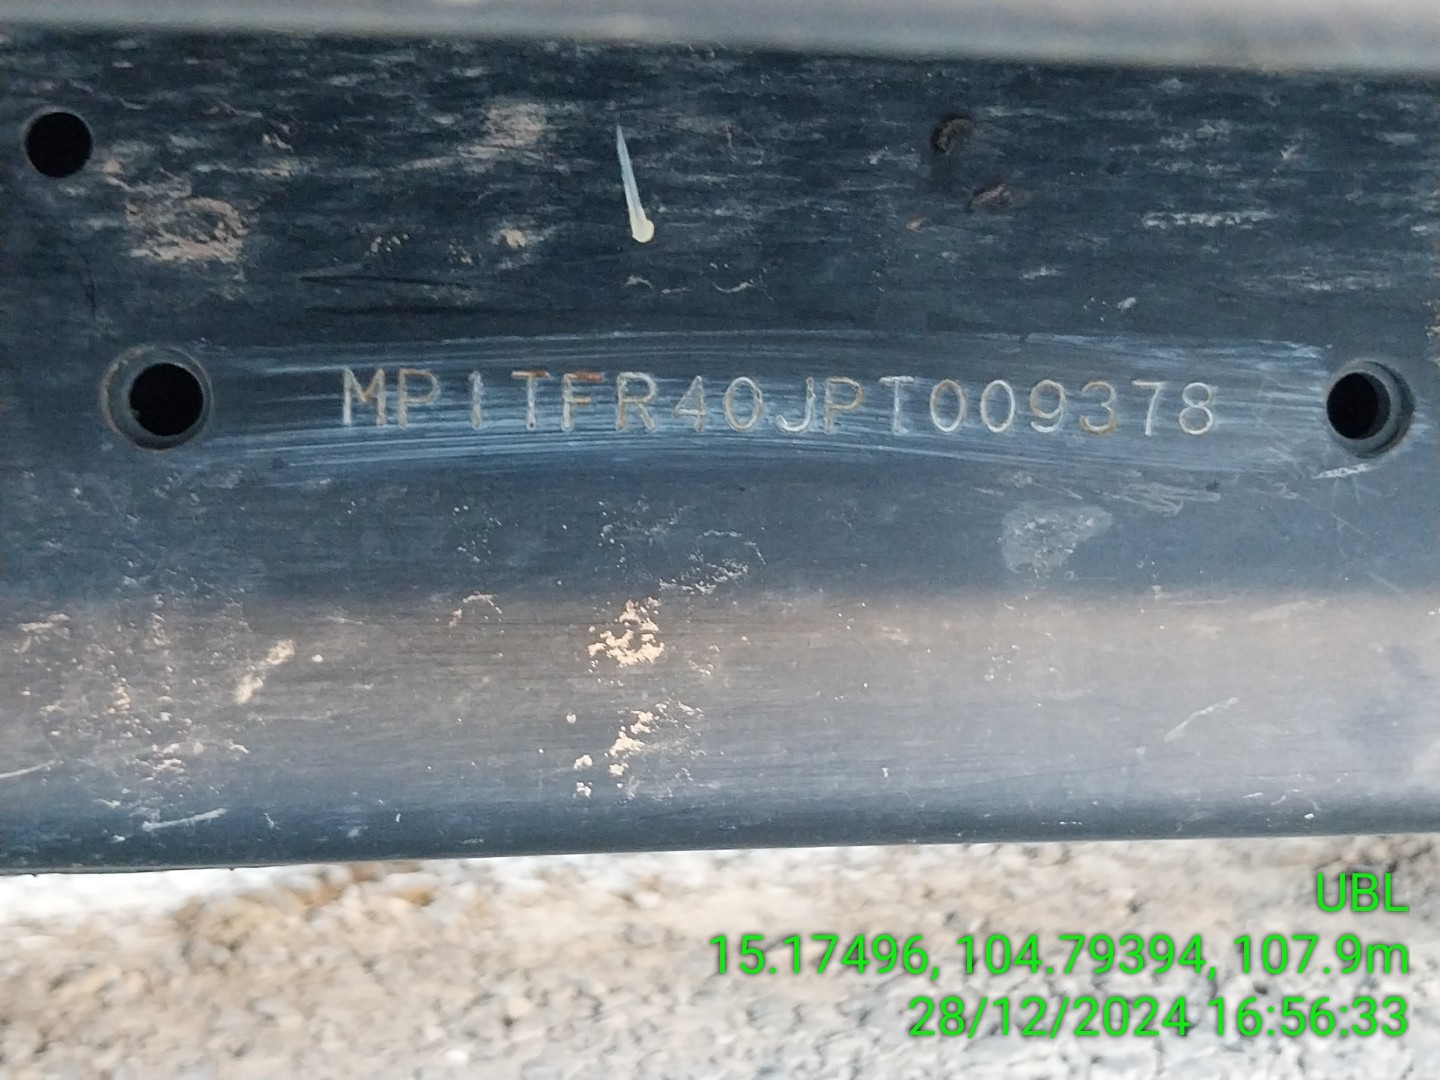 MP1TFR40JPT009378
UBL
15.17496, 104.79394, 107.9m
28/12/2024 16:56:33